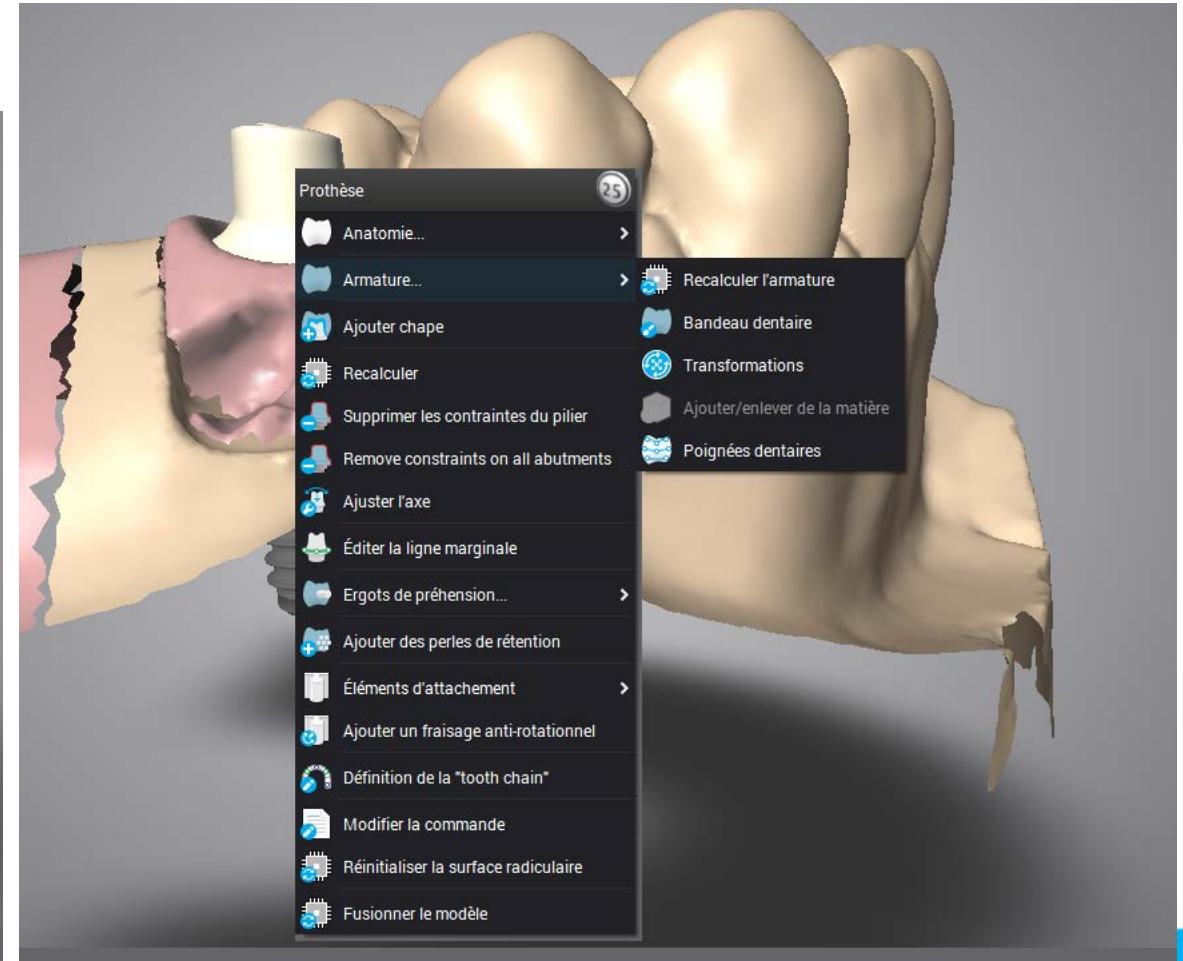 Prothèse
25
Anatomie...
Armature...
Ajouter chape
Recalculer
Supprimer les contraintes du pilier
Remove constraints on all abutments
Ajuster l'axe
Éditer la ligne marginale
Ergots de préhension...
Ajouter des perles de rétention
Éléments d'attachement
Ajouter un fraisage anti-rotationnel
Définition de la "tooth chain"
Modifier la commande
Réinitialiser la surface radiculaire
Fusionner le modèle
Recalculer l'armature
Bandeau dentaire
Transformations
Ajouter/enlever de la matière
Poignées dentaires